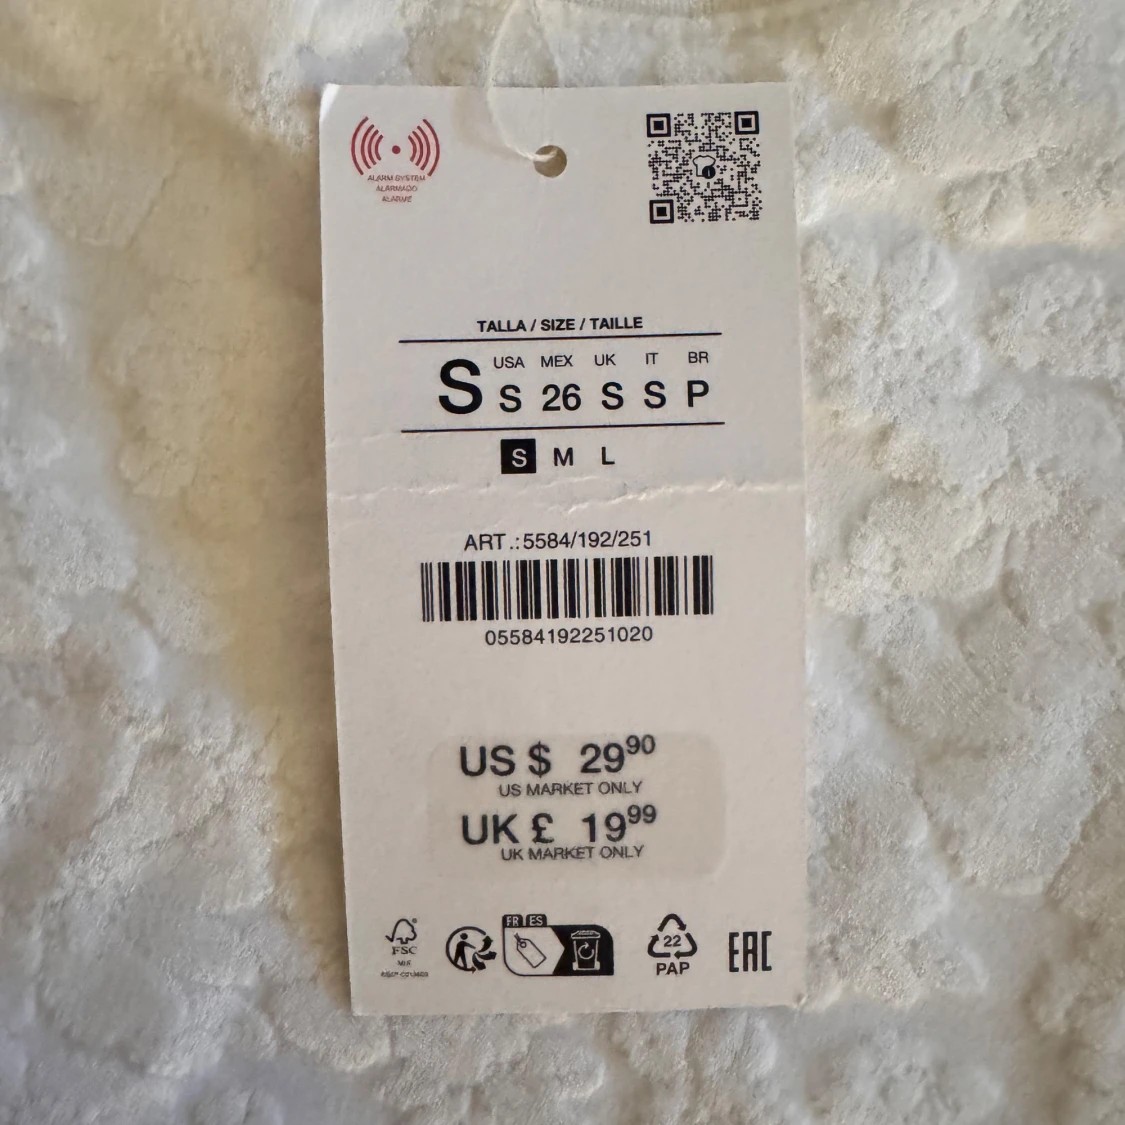 ALARM SYSTEM
ALARMADO
ALARME
TALLA / SIZE / TAILLE
USA MEX UK IT BR
S S 26 S S P
S M L
ART.:5584/192/251
05584192251020
US $ 29⁹⁰
US MARKET ONLY
UK £ 19⁹⁹
UK MARKET ONLY
FR ES
FSC
22
PAP
EAC